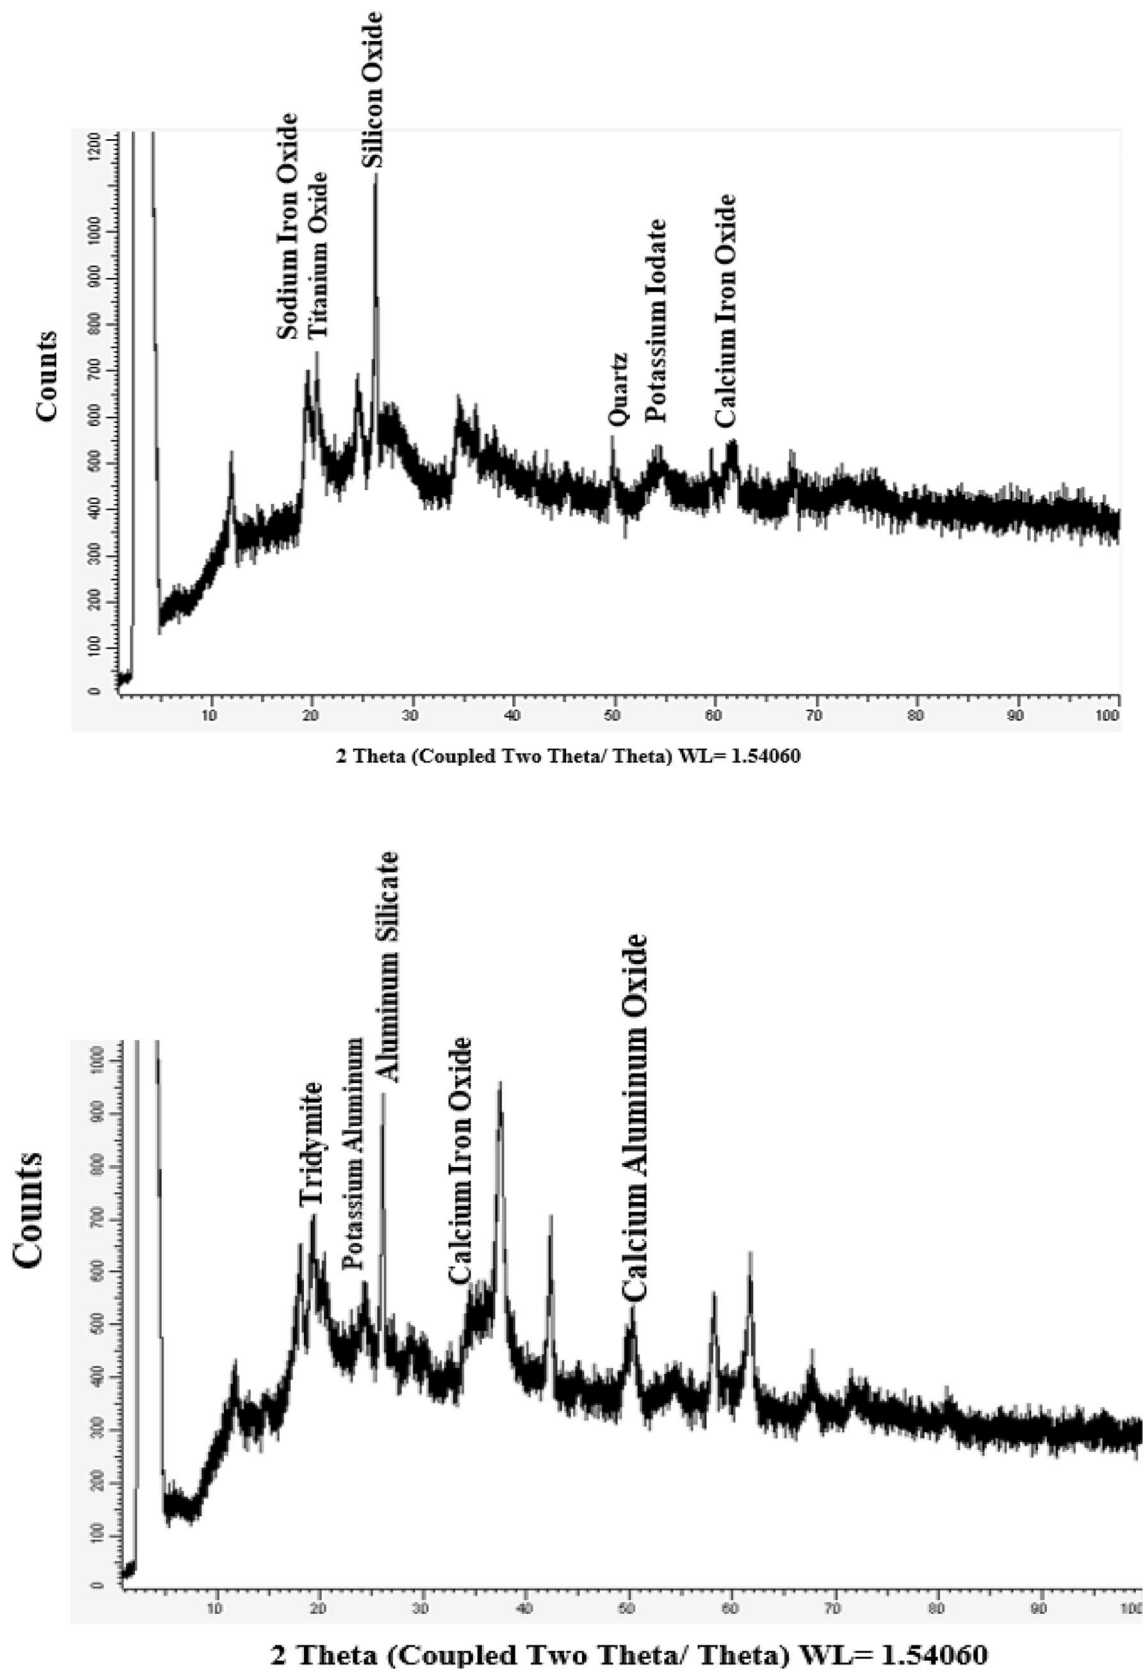 Silicon Oxide
Sodium Iron Oxide
Titanium Oxide
Quartz
Potassium Iodate
Calcium Iron Oxide
Counts
1200
1000
900
800
700
600
500
400
300
200
100
0
10 20 30 40 50 60 70 80 90 100
2 Theta (Coupled Two Theta/ Theta) WL= 1.54060
Tridymite
Potassium Aluminum
Aluminum Silicate
Calcium Iron Oxide
Calcium Aluminum Oxide
Counts
1000
900
800
700
600
500
400
300
200
100
0
10 20 30 40 50 60 70 80 90 100
2 Theta (Coupled Two Theta/ Theta) WL= 1.54060